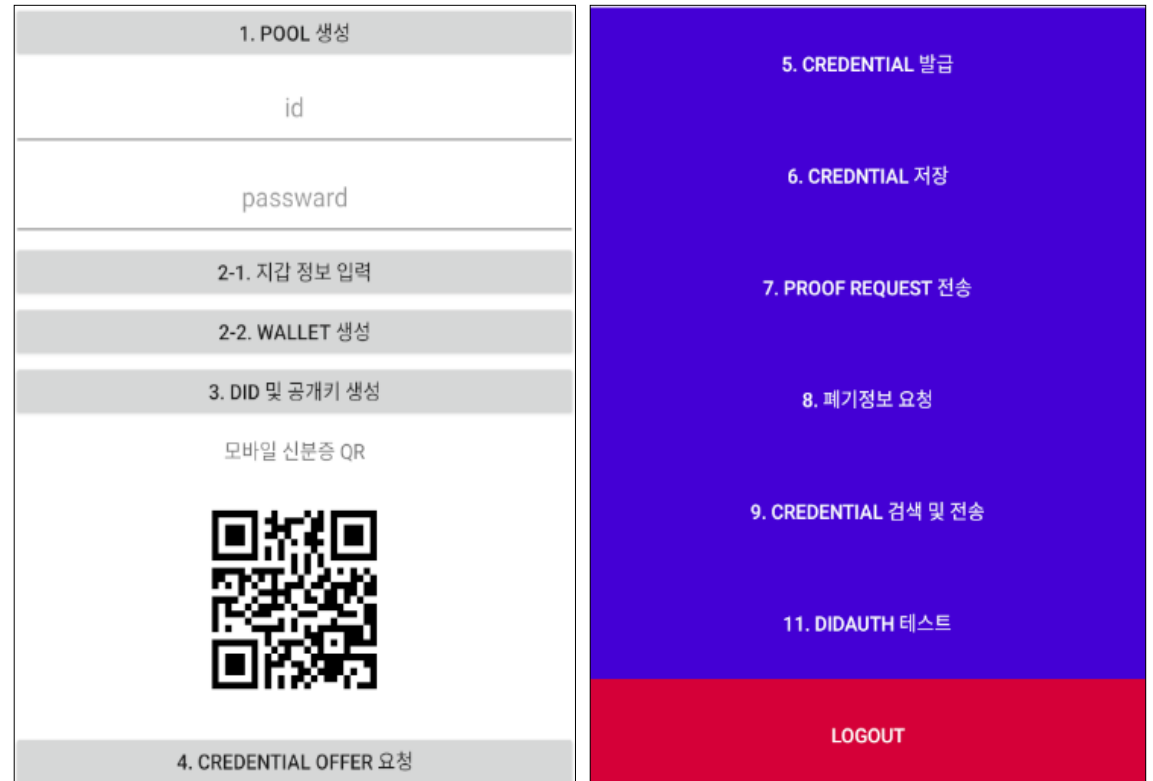 1. POOL 생성
id
passward
2-1. 지갑 정보 입력
2-2. WALLET 생성
3. DID 및 공개키 생성
모바일 신분증 QR
4. CREDENTIAL OFFER 요청
5. CREDENTIAL 발급
6. CREDNTIAL 저장
7. PROOF REQUEST 전송
8. 페기정보 요청
9. CREDENTIAL 검색 및 전송
11. DIDAUTH 테스트
LOGOUT